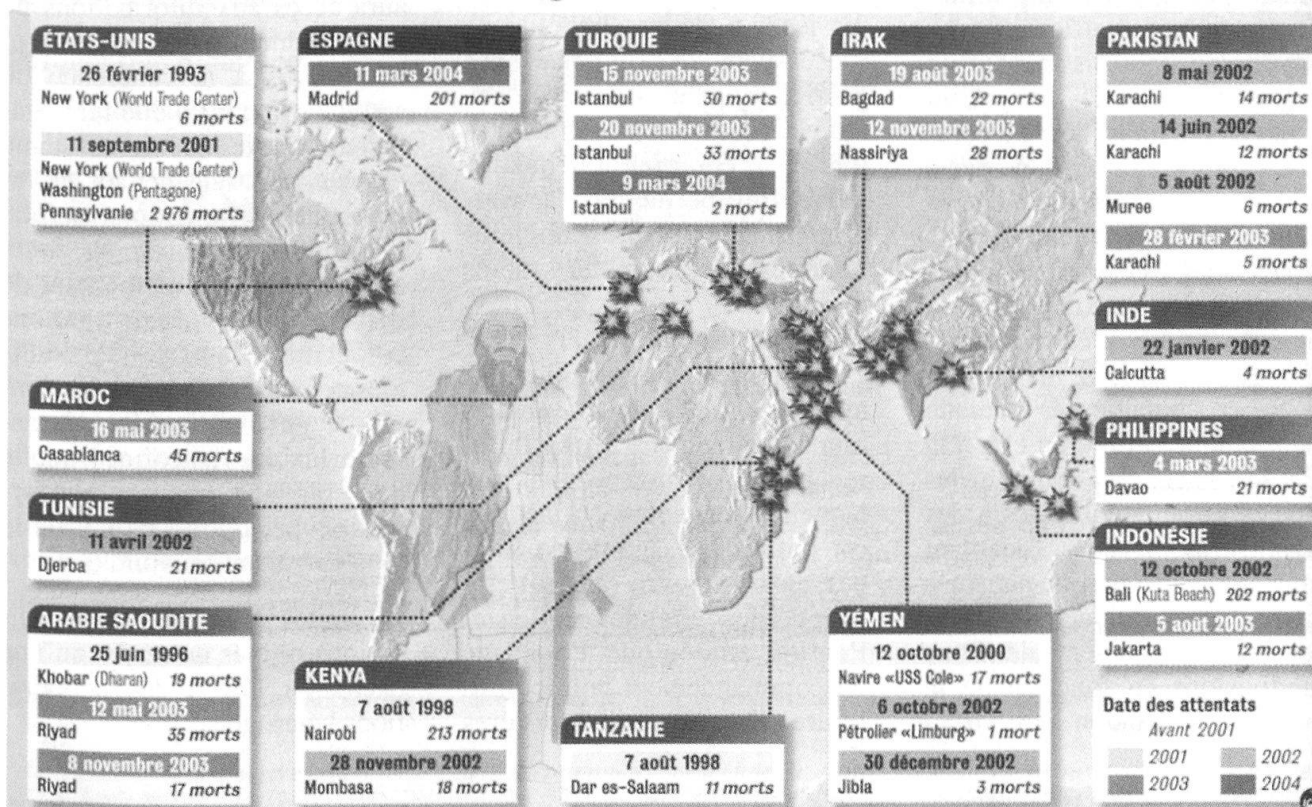 ÉTATS-UNIS
26 février 1993
New York (World Trade Center)
6 morts
11 septembre 2001
New York (World Trade Center)
Washington (Pentagone)
Pennsylvanie 2 976 morts
ESPAGNE
11 mars 2004
Madrid 201 morts
TURQUIE
15 novembre 2003
Istanbul 30 morts
20 novembre 2003
Istanbul 33 morts
9 mars 2004
Istanbul 2 morts
IRAK
19 août 2003
Bagdad 22 morts
12 novembre 2003
Nassiriya 28 morts
PAKISTAN
8 mai 2002
Karachi 14 morts
14 juin 2002
Karachi 12 morts
5 août 2002
Muree 6 morts
28 février 2003
Karachi 5 morts
INDE
22 janvier 2002
Calcutta 4 morts
MAROC
16 mai 2003
Casablanca 45 morts
PHILIPPINES
4 mars 2003
Davao 21 morts
TUNISIE
11 avril 2002
Djerba 21 morts
INDONÉSIE
12 octobre 2002
Bali (Kuta Beach) 202 morts
5 août 2003
Jakarta 12 morts
ARABIE SAOUDITE
25 juin 1996
Khobar (Dharan) 19 morts
12 mai 2003
Riyad 35 morts
8 novembre 2003
Riyad 17 morts
KENYA
7 août 1998
Nairobi 213 morts
28 novembre 2002
Mombasa 18 morts
TANZANIE
7 août 1998
Dar es-Salaam 11 morts
YÉMEN
12 octobre 2000
Navire «USS Cole» 17 morts
6 octobre 2002
Pétrolier «Limburg» 1 mort
30 décembre 2002
Jibla 3 morts
Date des attentats
Avant 2001
2001 2002
2003 2004